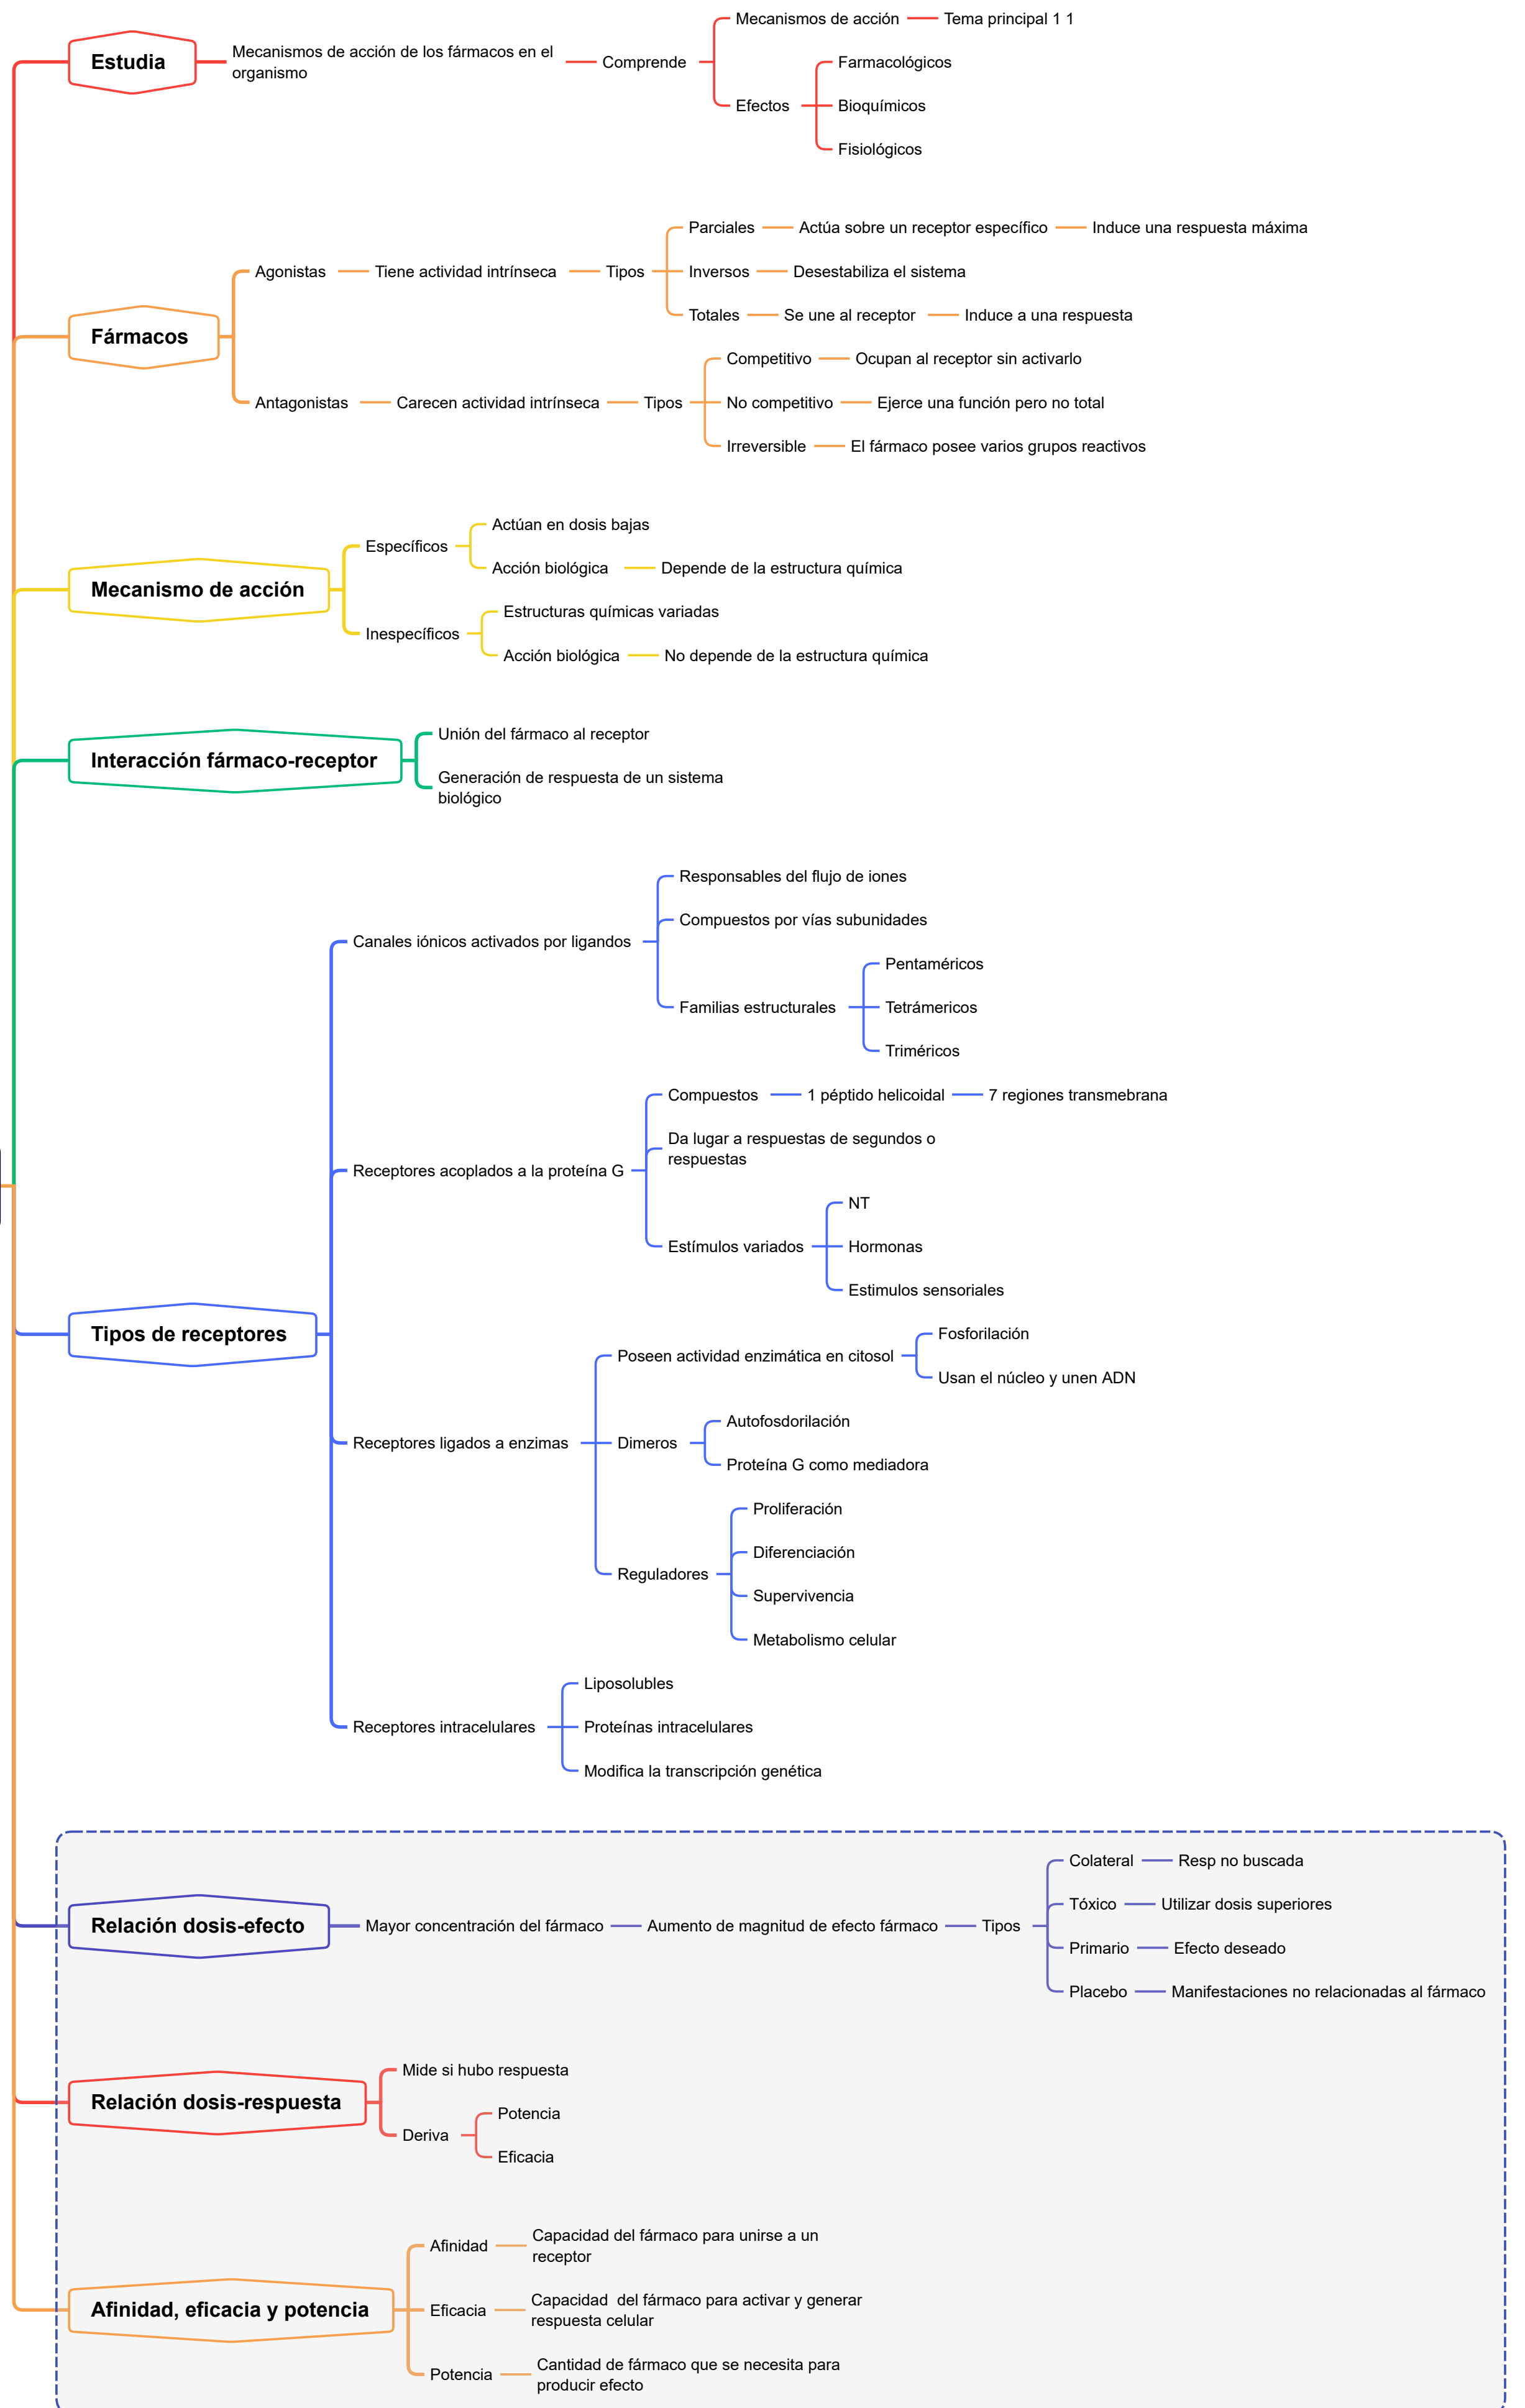 Estudia
Mecanismos de acción de los fármacos en el
organismo
Comprende
Mecanismos de acción
Tema principal 1 1
Efectos
Farmacológicos
Bioquímicos
Fisiológicos
Fármacos
Agonistas
Tiene actividad intrínseca
Tipos
Parciales
Actúa sobre un receptor específico
Induce una respuesta máxima
Inversos
Desestabiliza el sistema
Totales
Se une al receptor
Induce a una respuesta
Antagonistas
Carecen actividad intrínseca
Tipos
Competitivo
Ocupan al receptor sin activarlo
No competitivo
Ejerce una función pero no total
Irreversible
El fármaco posee varios grupos reactivos
Mecanismo de acción
Específicos
Actúan en dosis bajas
Acción biológica
Depende de la estructura química
Inespecíficos
Estructuras químicas variadas
Acción biológica
No depende de la estructura química
Interacción fármaco-receptor
Unión del fármaco al receptor
Generación de respuesta de un sistema
biológico
Tipos de receptores
Canales iónicos activados por ligandos
Responsables del flujo de iones
Compuestos por vías subunidades
Familias estructurales
Pentaméricos
Tetrámericos
Triméricos
Receptores acoplados a la proteína G
Compuestos
1 péptido helicoidal
7 regiones transmebrana
Da lugar a respuestas de segundos o
respuestas
Estímulos variados
NT
Hormonas
Estimulos sensoriales
Receptores ligados a enzimas
Poseen actividad enzimática en citosol
Fosforilación
Usan el núcleo y unen ADN
Dimeros
Autofosdorilación
Proteína G como mediadora
Reguladores
Proliferación
Diferenciación
Supervivencia
Metabolismo celular
Receptores intracelulares
Liposolubles
Proteínas intracelulares
Modifica la transcripción genética
Relación dosis-efecto
Mayor concentración del fármaco
Aumento de magnitud de efecto fármaco
Tipos
Colateral
Resp no buscada
Tóxico
Utilizar dosis superiores
Primario
Efecto deseado
Placebo
Manifestaciones no relacionadas al fármaco
Relación dosis-respuesta
Mide si hubo respuesta
Deriva
Potencia
Eficacia
Afinidad, eficacia y potencia
Afinidad
Capacidad del fármaco para unirse a un
receptor
Eficacia
Capacidad  del fármaco para activar y generar
respuesta celular
Potencia
Cantidad de fármaco que se necesita para
producir efecto